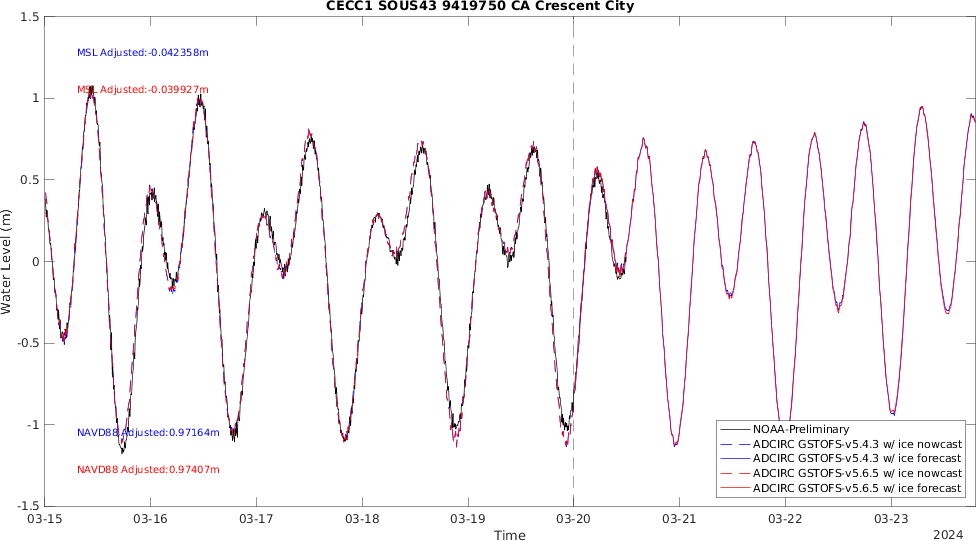 CECC1 SOUS43 9419750 CA Crescent City
1.5
MSL Adjusted:-0.042358m
1
MSL Adjusted:-0.039927m
0.5
0
Water Level (m)
-0.5
-1
NAVD88 Adjusted:0.97164m
NAVD88 Adjusted:0.97407m
-1.5
NOAA-Preliminary
ADCIRC GSTOFS-v5.4.3 w/ ice nowcast
ADCIRC GSTOFS-v5.4.3 w/ ice forecast
ADCIRC GSTOFS-v5.6.5 w/ ice nowcast
ADCIRC GSTOFS-v5.6.5 w/ ice forecast
03-15 03-16 03-17 03-18 03-19 03-20 03-21 03-22 03-23
Time
2024